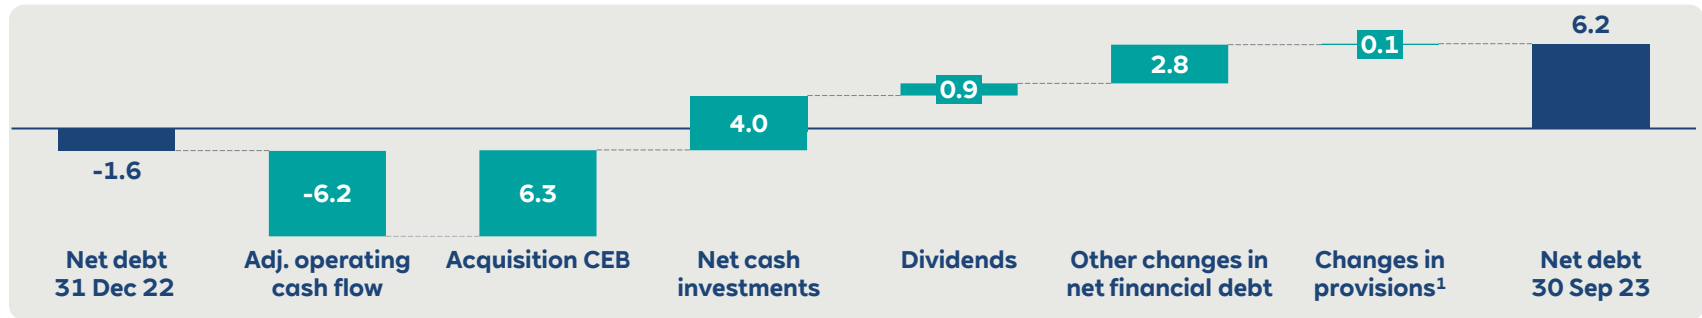 6.2
0.1
2.8
0.9
4.0
-1.6
-6.2
6.3
Net debt
31 Dec 22
Adj. operating
cash flow
Acquisition CEB
Net cash
investments
Dividends
Other changes in
net financial debt
Changes in
provisions¹
Net debt
30 Sep 23